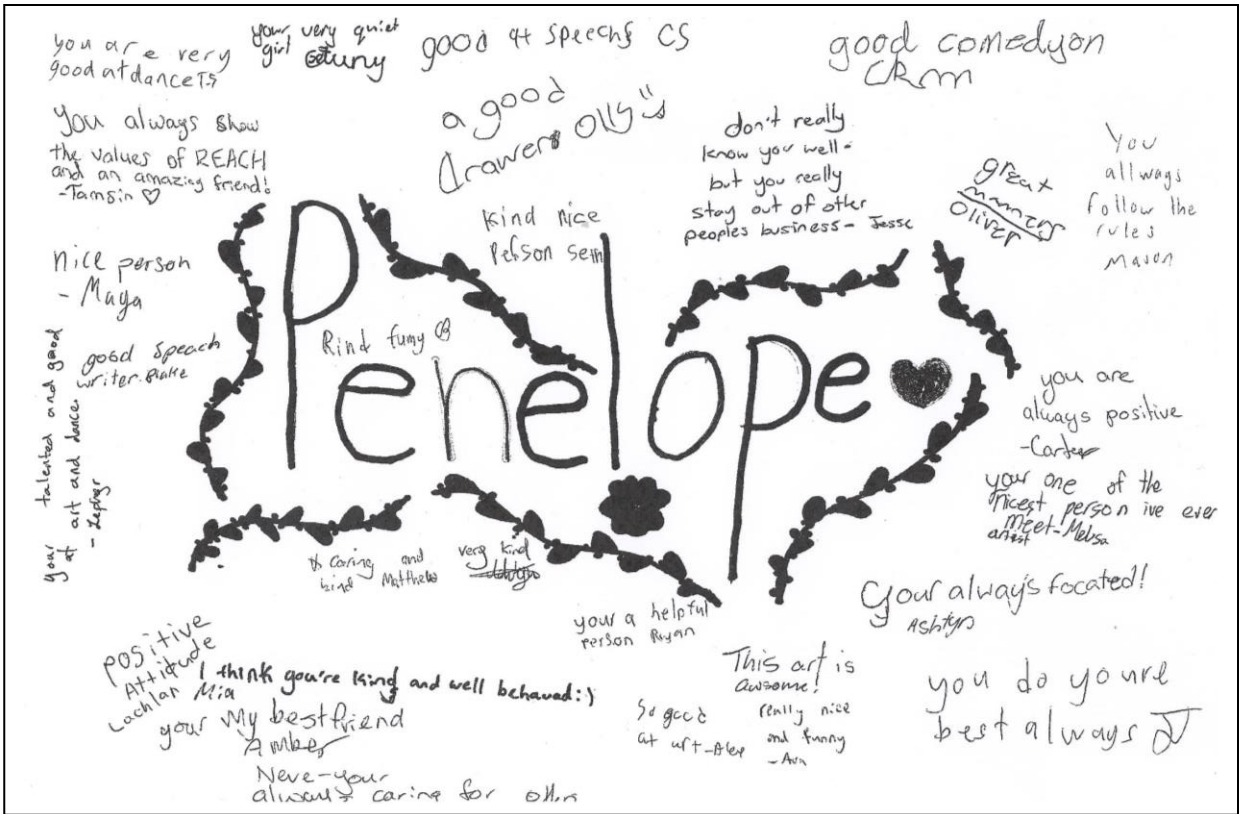 you are very
good at dance TS
your very quiet
girl
good at speechs CS
good comedyon
CRM
You always show
the values of REACH
and an amazing friend!
-Tamsin ♡
a good
drawer Olly
don't really
know you well-
but you really
stay out of other
peoples business- Jesse
great
manners
Oliver
You
allways
follow the
rules
Mason
kind nice
Person Seth
nice person
- Maya
good Speach
writer-Blake
your talented and good
at art and dance.
- Zephyr
Kind funny
Penelope
you are
always positive
-Carter
your one of the
nicest person ive ever
meet-Melisa
artist
caring and
kind Matthew
very kind
your a helpful
Person Ryan
Your always focated!
Ashtyn
positive
Attitude
Lachlan
I think you're kind and well behaved:)
Mia
your My bestfriend
Amber
Neve-your
always caring for others
This art is
awsome!
So good
at art-Alex
really nice
and funny
-Ava
you do youre
best always